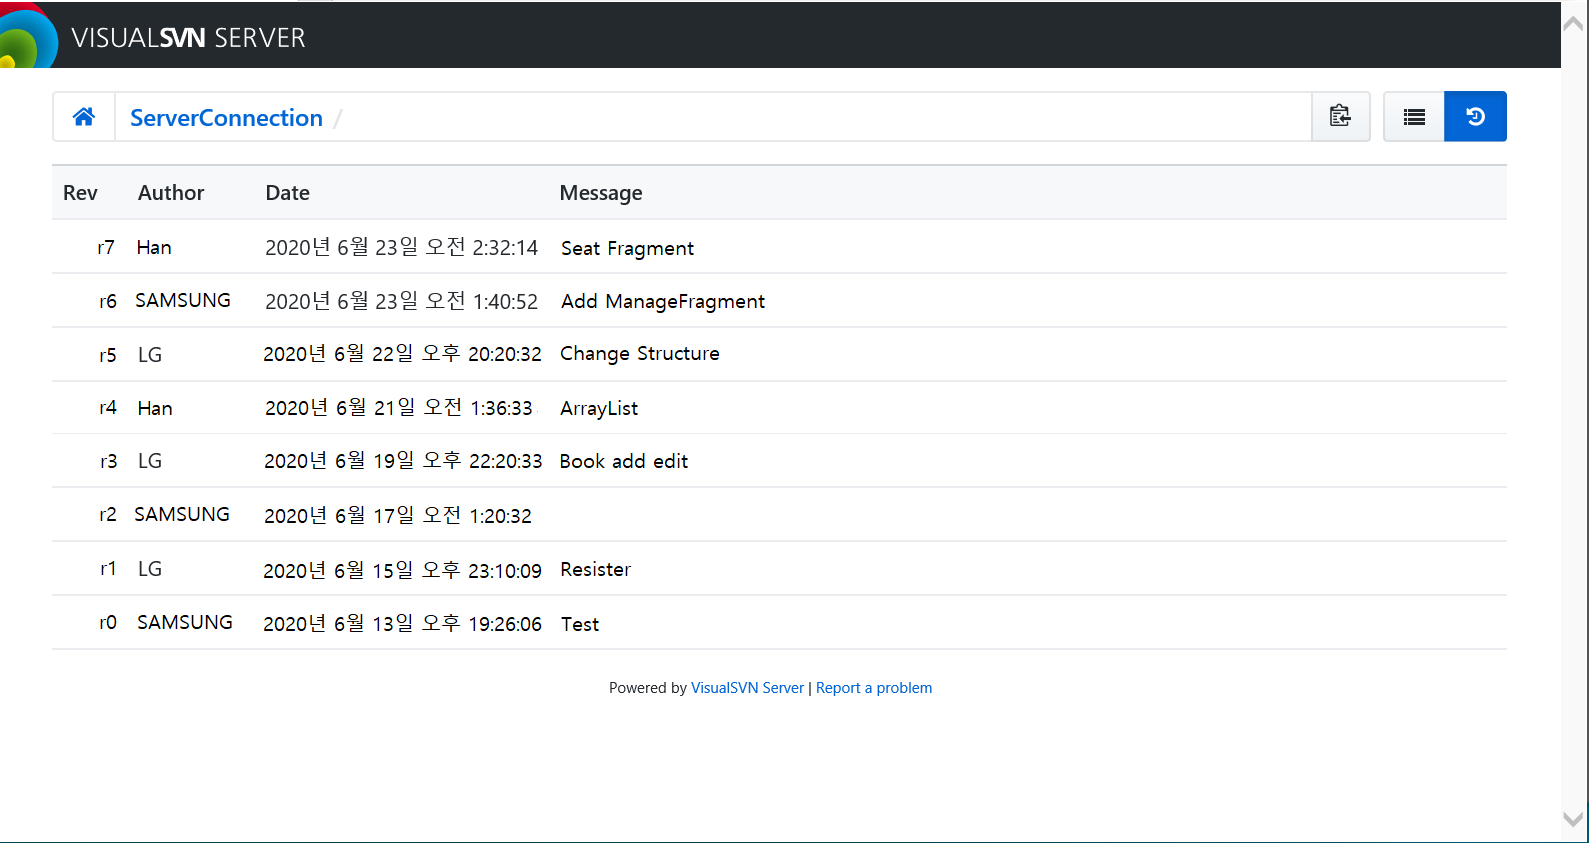 VISUALSVN SERVER
ServerConnection /
Rev Author Date Message
r7 Han 2020년 6월 23일 오전 2:32:14 Seat Fragment
r6 SAMSUNG 2020년 6월 23일 오전 1:40:52 Add ManageFragment
r5 LG 2020년 6월 22일 오후 20:20:32 Change Structure
r4 Han 2020년 6월 21일 오전 1:36:33 ArrayList
r3 LG 2020년 6월 19일 오후 22:20:33 Book add edit
r2 SAMSUNG 2020년 6월 17일 오전 1:20:32
r1 LG 2020년 6월 15일 오후 23:10:09 Resister
r0 SAMSUNG 2020년 6월 13일 오후 19:26:06 Test
Powered by VisualSVN Server | Report a problem